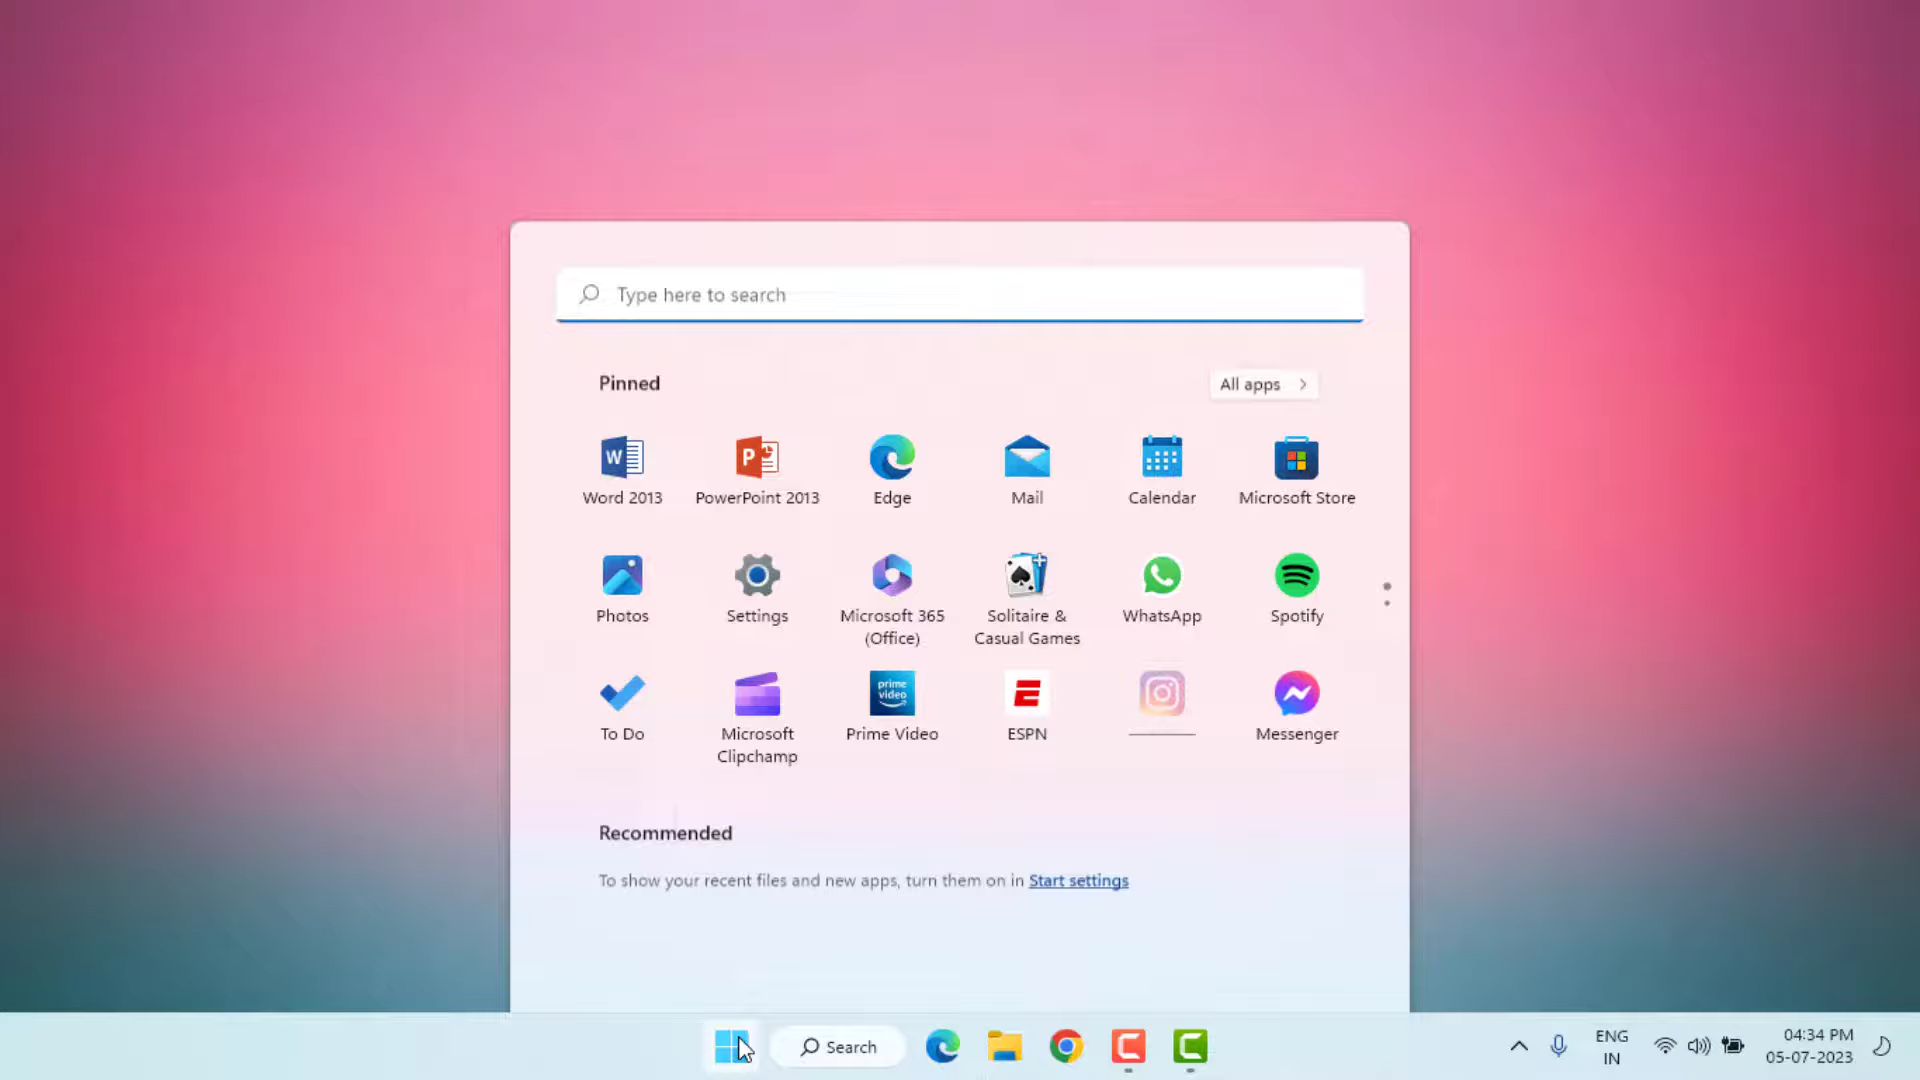 Type here to search
Pinned
All apps
Word 2013
PowerPoint 2013
Edge
Mail
Calendar
Microsoft Store
Photos
Settings
Microsoft 365
(Office)
Solitaire &
Casual Games
WhatsApp
Spotify
To Do
Microsoft
Clipchamp
prime
video
Prime Video
ESPN
Messenger
Recommended
To show your recent files and new apps, turn them on in Start settings
Search
ENG
IN
04:34 PM
05-07-2023